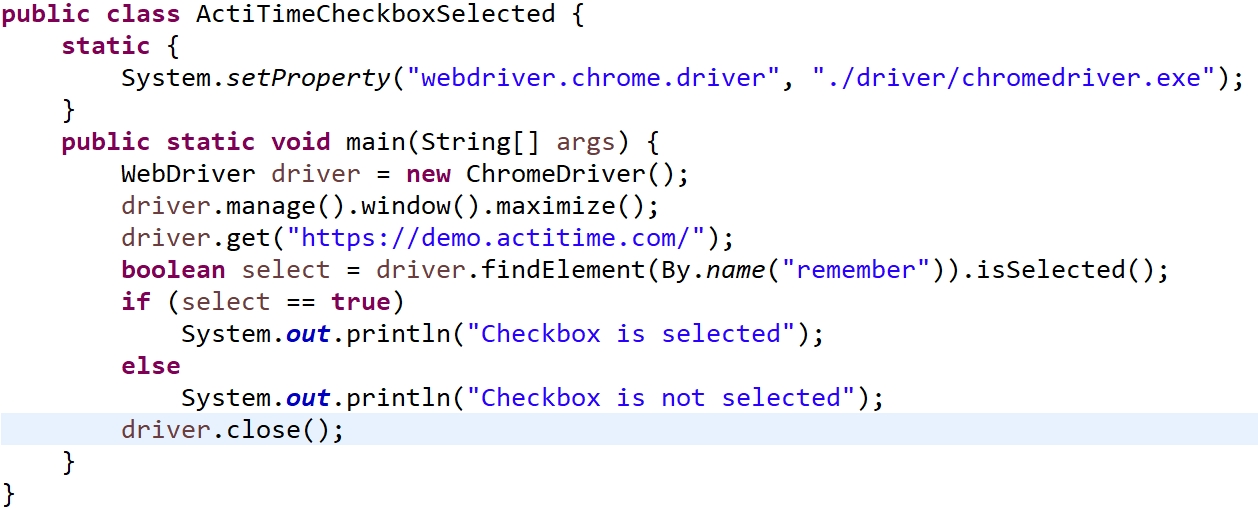 public class ActiTimeCheckboxSelected {
    static {
        System.setProperty("webdriver.chrome.driver", "./driver/chromedriver.exe");
    }
    public static void main(String[] args) {
        WebDriver driver = new ChromeDriver();
        driver.manage().window().maximize();
        driver.get("https://demo.actitime.com/");
        boolean select = driver.findElement(By.name("remember")).isSelected();
        if (select == true)
            System.out.println("Checkbox is selected");
        else
            System.out.println("Checkbox is not selected");
        driver.close();
    }
}